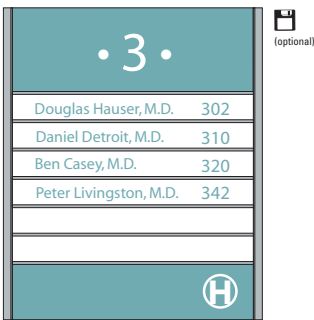 • 3 •
(optional)
Douglas Hauser, M.D. 302
Daniel Detroit, M.D. 310
Ben Casey, M.D. 320
Peter Livingston, M.D. 342
H